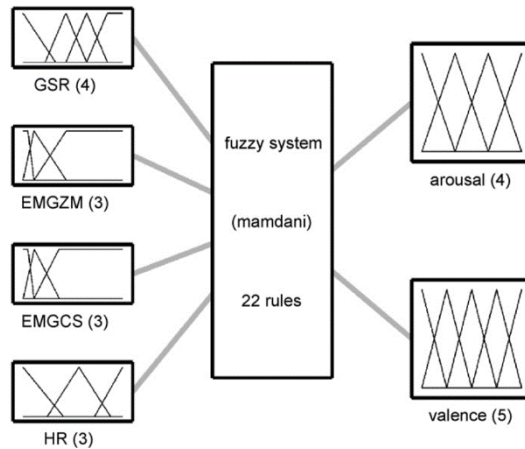 GSR (4)
EMGZM (3)
EMGCS (3)
HR (3)
fuzzy system
(mamdani)
22 rules
arousal (4)
valence (5)